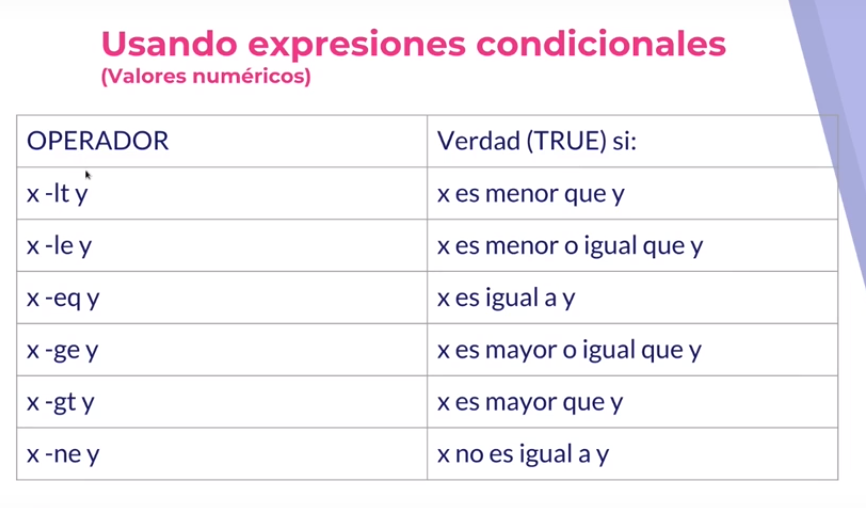 Usando expresiones condicionales
(Valores numéricos)
OPERADOR Verdad (TRUE) si:
x -lt y x es menor que y
x -le y x es menor o igual que y
x -eq y x es igual a y
x -ge y x es mayor o igual que y
x -gt y x es mayor que y
x -ne y x no es igual a y